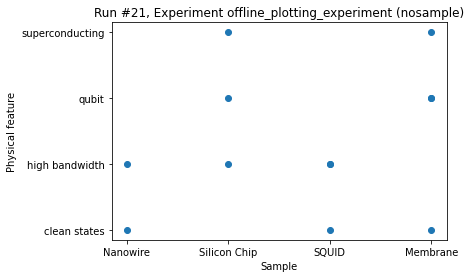 Run #21, Experiment offline_plotting_experiment (nosample)
superconducting
qubit
high bandwidth
clean states
Physical feature
Nanowire Silicon Chip SQUID Membrane
Sample